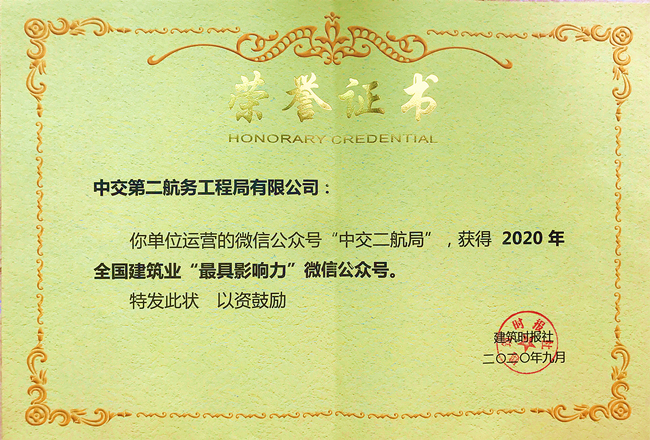 荣誉证书
HONORARY CREDENTIAL
中交第二航务工程局有限公司：
你单位运营的微信公众号“中交二航局”，获得 2020 年
全国建筑业“最具影响力”微信公众号。
特发此状 以资鼓励
建筑时报社
二〇二〇年九月